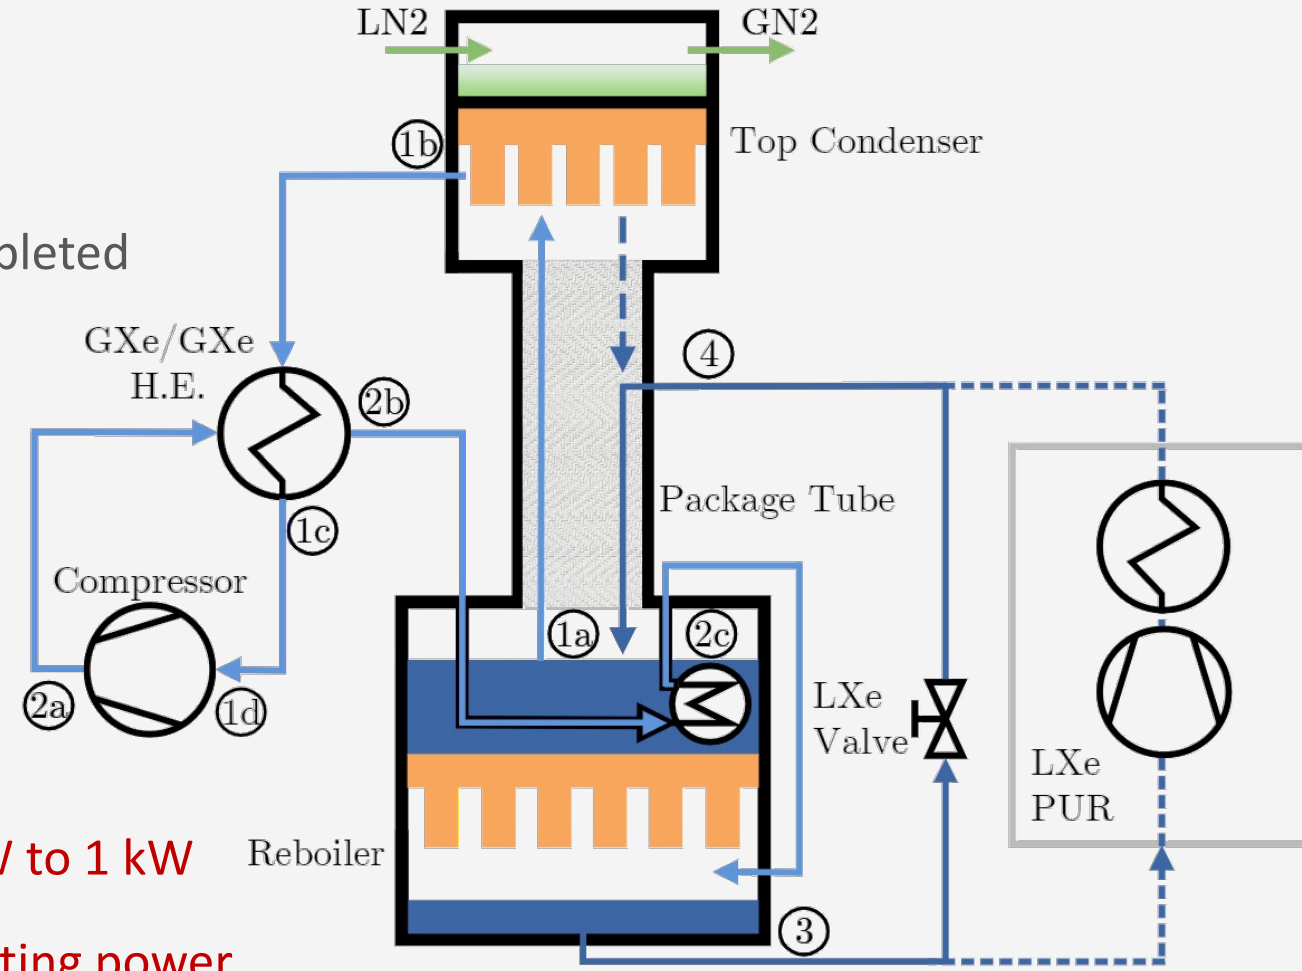 LN2
GN2
1b
Top Condenser
GXe/GXe
H.E.
2b
4
1c
Package Tube
Compressor
1a
2c
2a
1d
LXe
Valve
LXe
PUR
to 1 kW
Reboiler
3
power